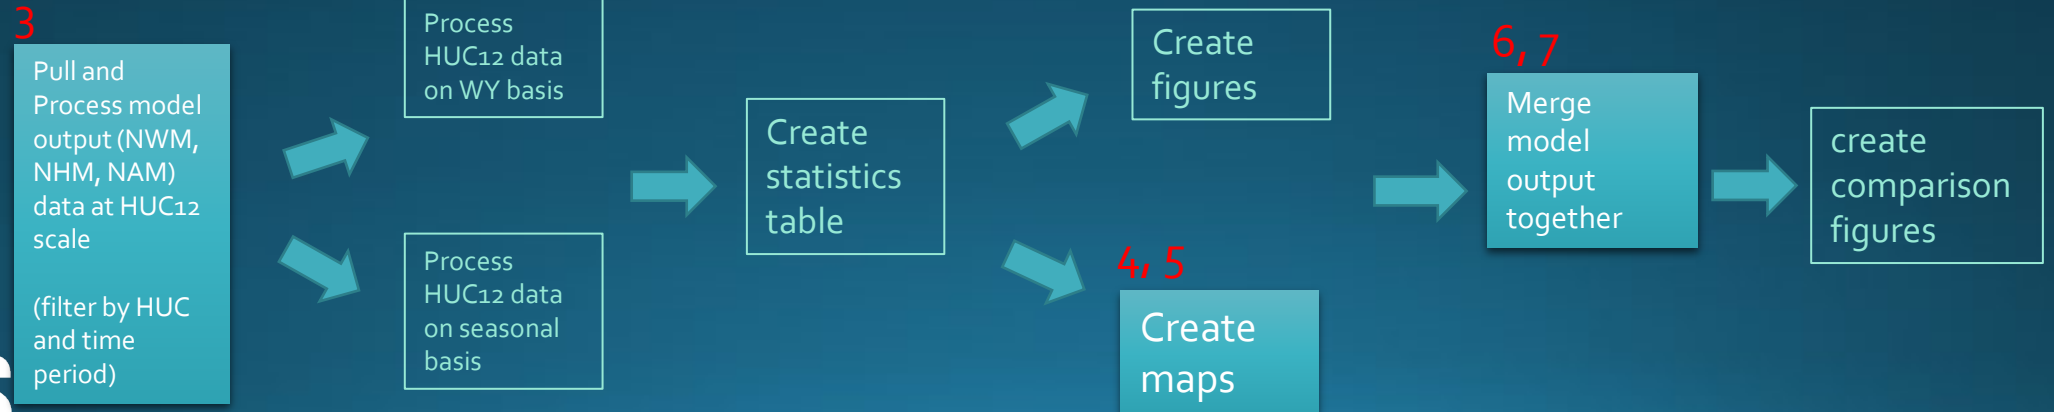 3
Pull and
Process model
output (NWM,
NHM, NAM)
data at HUC12
scale
(filter by HUC
and time
period)
Process
HUC12 data
on WY basis
Process
HUC12 data
on seasonal
basis
Create
statistics
table
Create
figures
4, 5
Create
maps
6, 7
Merge
model
output
together
create
comparison
figures